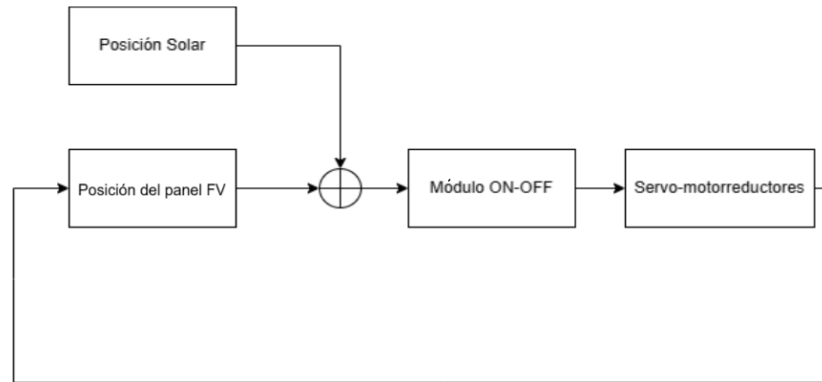 Posición Solar
Posición del panel FV
Módulo ON-OFF
Servo-motorreductores